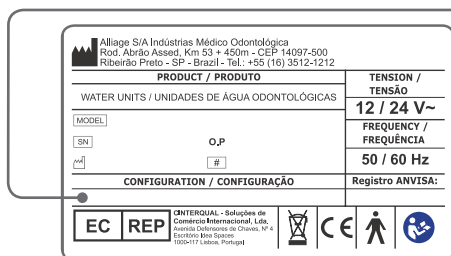 Alliage S/A Indústrias Médico Odontológica
Rod. Abrão Assed, Km 53 + 450m - CEP 14097-500
Ribeirão Preto - SP - Brazil - Tel.: +55 (16) 3512-1212
PRODUCT / PRODUTO
WATER UNITS / UNIDADES DE ÁGUA ODONTOLÓGICAS
TENSION /
TENSÃO
12 / 24 V~
MODEL
SN
O.P
#
FREQUENCY /
FREQUÊNCIA
50 / 60 Hz
CONFIGURATION / CONFIGURAÇÃO
Registro ANVISA:
EC REP
CINTERQUAL - Soluções de
Comércio Internacional, Lda.
Avenida Defensores de Chaves, Nº 4
Escritório Idea Spaces
1000-117 Lisboa, Portugal
CE